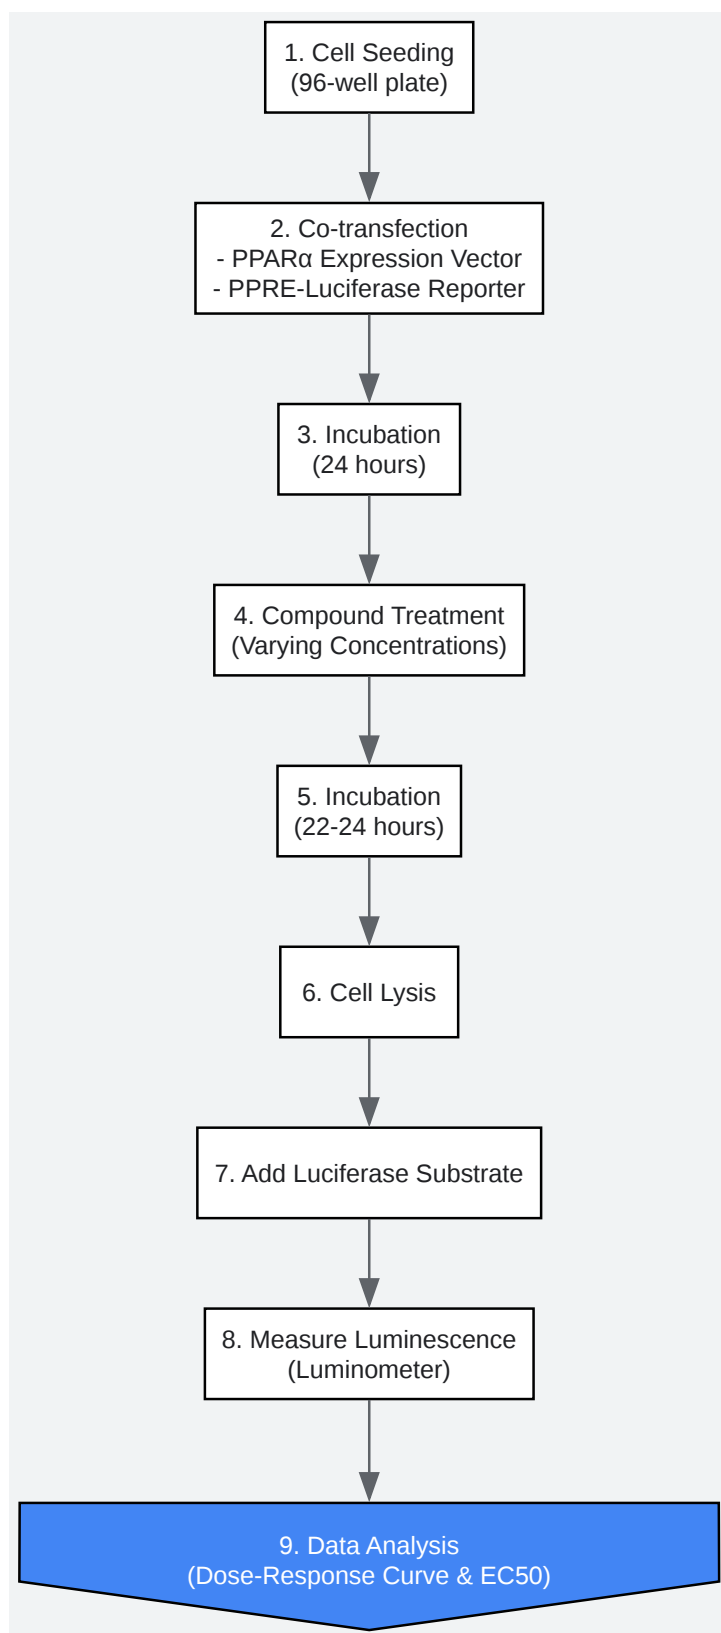 1. Cell Seeding
(96-well plate)
2. Co-transfection
- PPARα Expression Vector
- PPRE-Luciferase Reporter
3. Incubation
(24 hours)
4. Compound Treatment
(Varying Concentrations)
5. Incubation
(22-24 hours)
6. Cell Lysis
7. Add Luciferase Substrate
8. Measure Luminescence
(Luminometer)
9. Data Analysis
(Dose-Response Curve & EC50)